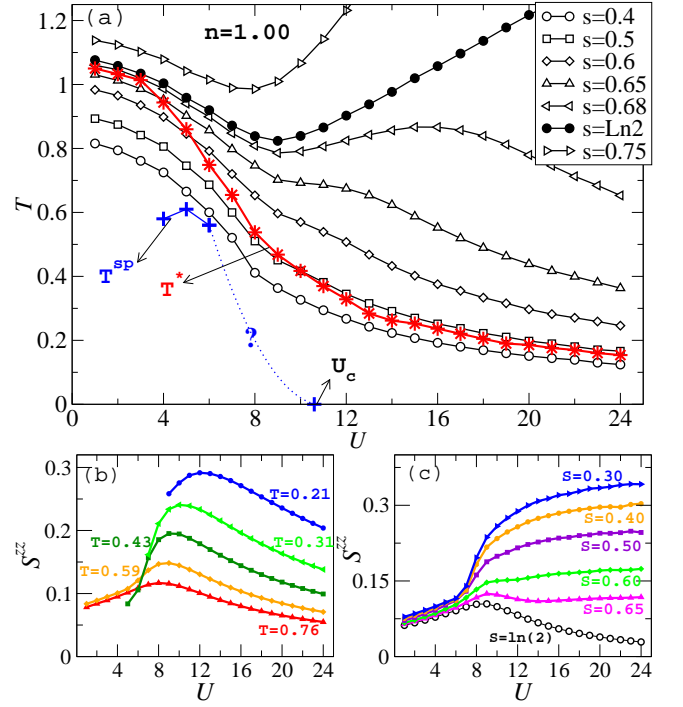 (a)
n=1.00
s=0.4
s=0.5
s=0.6
s=0.65
s=0.68
s=Ln2
s=0.75
T
1.2
1
0.8
0.6
0.4
0.2
0
T^sp
T^*
?
U_c
0 4 8 12 16 20 24
U
(b)
S^zz
0.3
0.2
0.1
0
T=0.21
T=0.31
T=0.43
T=0.59
T=0.76
4 8 12 16 20 24
U
(c)
S^zz
0.3
0.15
0
S=0.30
S=0.40
S=0.50
S=0.60
S=0.65
S=ln(2)
4 8 12 16 20 24
U